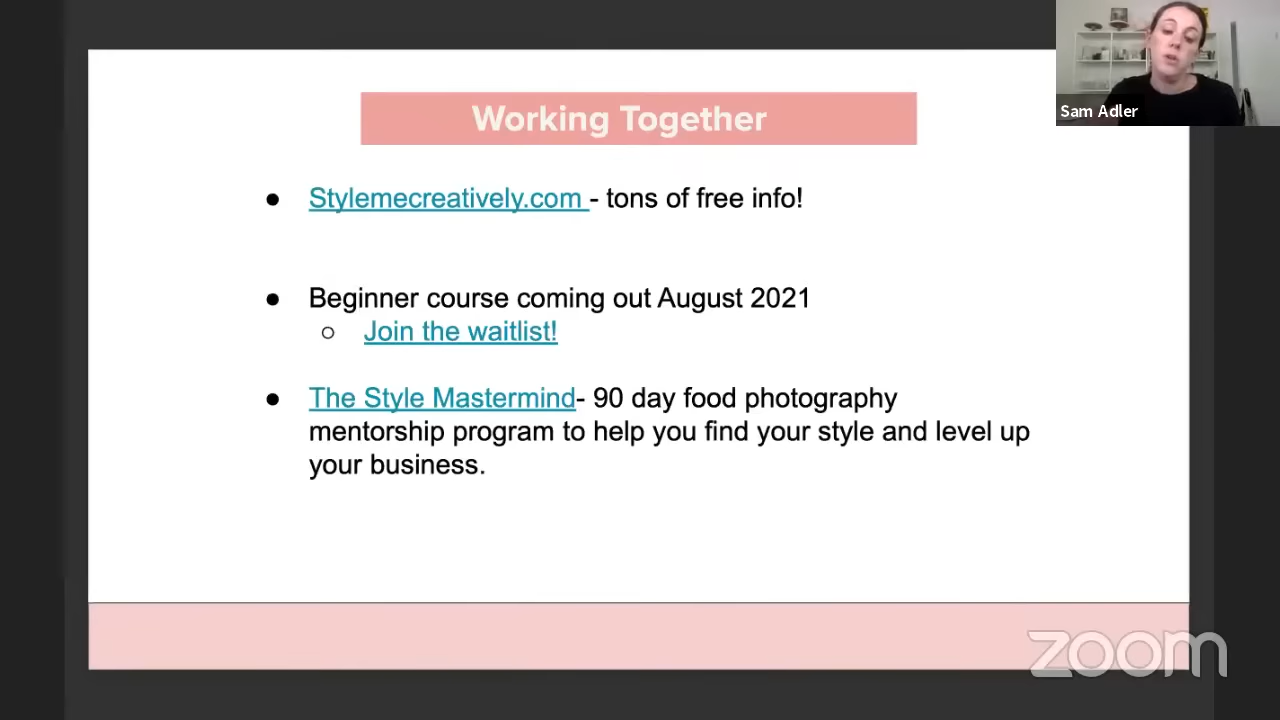 Working Together
Sam Adler
● Stylemecreatively.com - tons of free info!
● Beginner course coming out August 2021
○ Join the waitlist!
● The Style Mastermind- 90 day food photography
mentorship program to help you find your style and level up
your business.
zoom